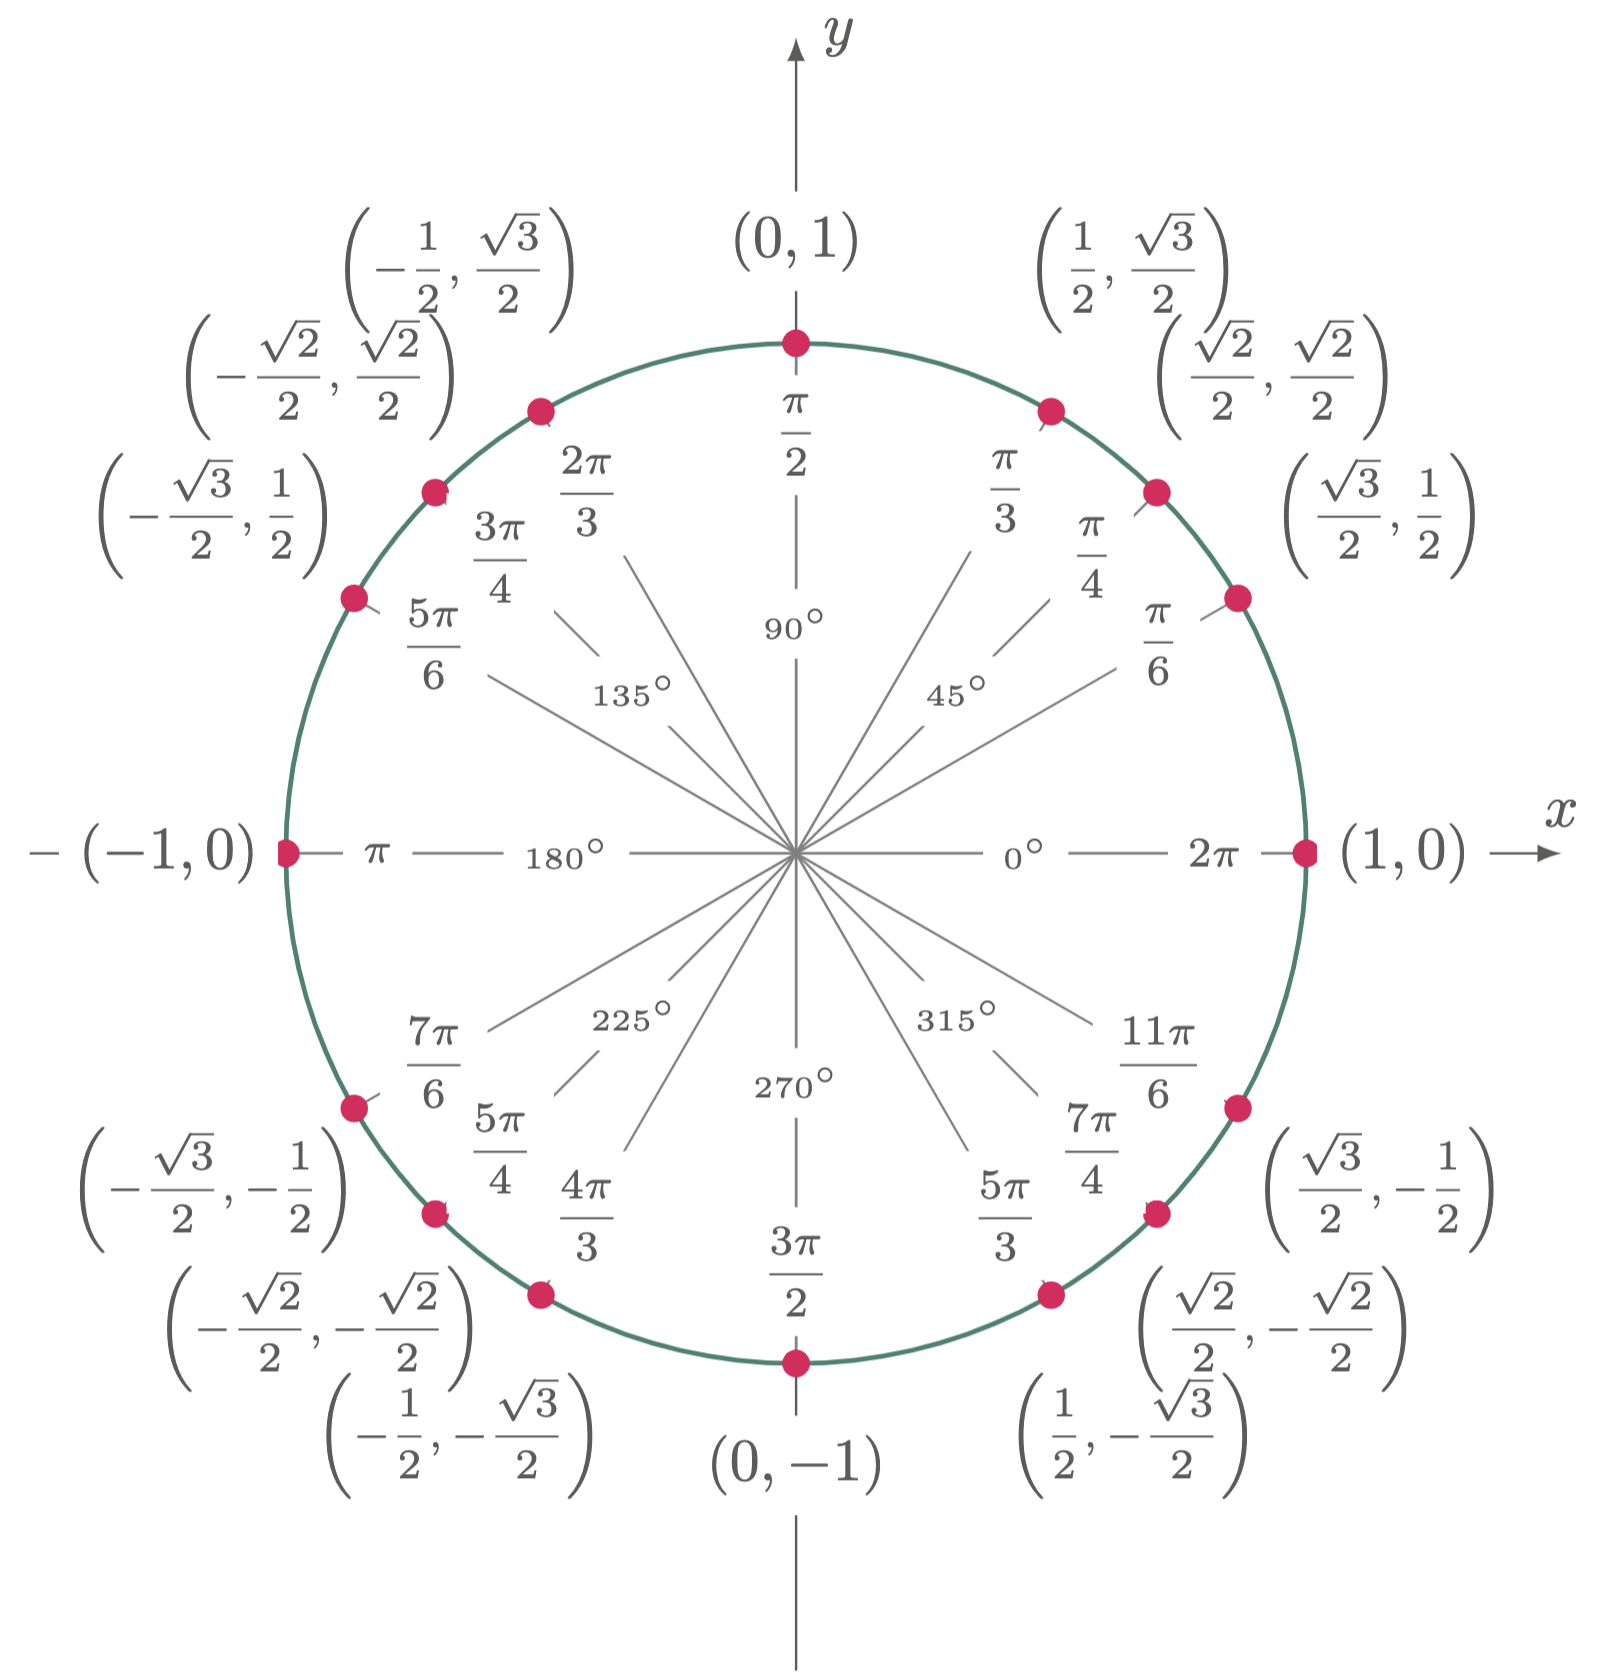 y
(0, 1)
(-1/2, √3/2)
(1/2, √3/2)
(-√2/2, √2/2)
(√2/2, √2/2)
(-√3/2, 1/2)
(√3/2, 1/2)
π/2
2π/3
π/3
3π/4
π/4
5π/6
π/6
90°
135°
45°
(-1, 0)
π
180°
0°
2π
(1, 0)
x
225°
315°
7π/6
11π/6
270°
5π/4
7π/4
4π/3
5π/3
3π/2
(-√3/2, -1/2)
(√3/2, -1/2)
(-√2/2, -√2/2)
(√2/2, -√2/2)
(-1/2, -√3/2)
(1/2, -√3/2)
(0, -1)